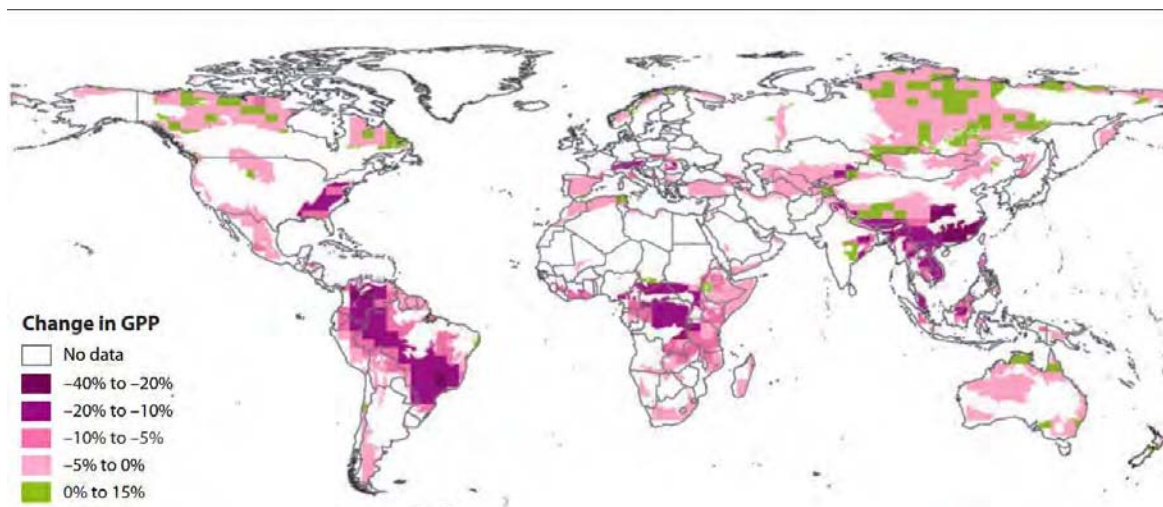 Change in GPP
No data
–40% to –20%
–20% to –10%
–10% to –5%
–5% to 0%
0% to 15%